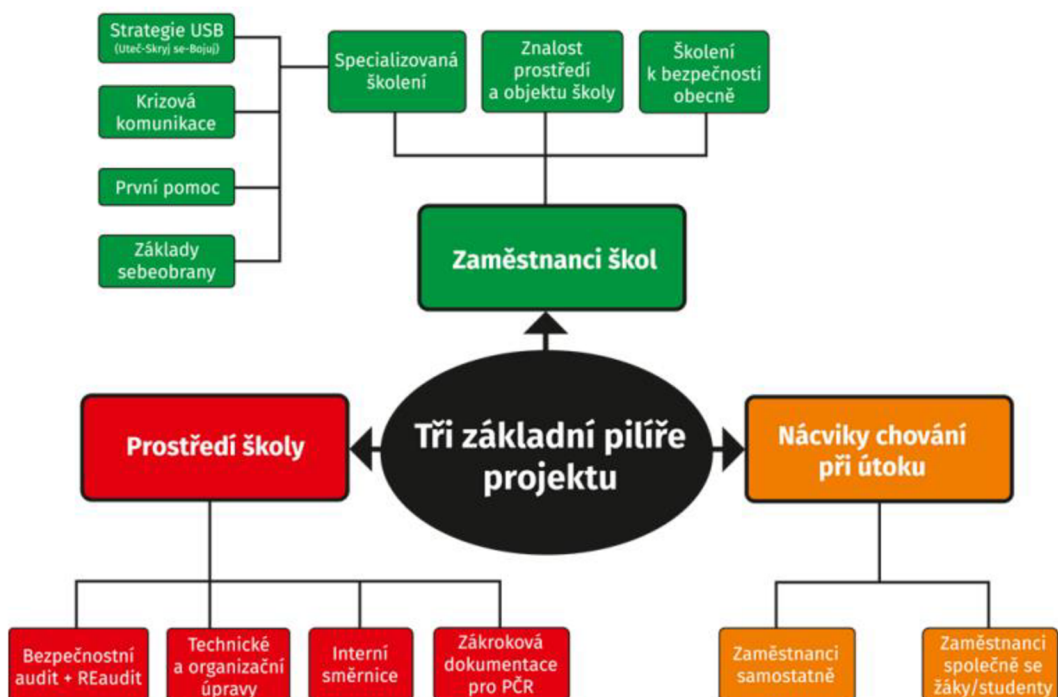 Strategie USB
(Uteč-Skryj se-Bojuj)
Krizová
komunikace
První pomoc
Základy
sebeobrany
Specializovaná
školení
Znalost
prostředí
a objektu školy
Školení
k bezpečnosti
obecně
Zaměstnanci škol
Tři základní pilíře
projektu
Prostředí školy
Nácviky chování
při útoku
Bezpečnostní
audit + REaudit
Technické
a organizační
úpravy
Interní
směrnice
Zákroková
dokumentace
pro PČR
Zaměstnanci
samostatně
Zaměstnanci
společně se
žáky/studenty